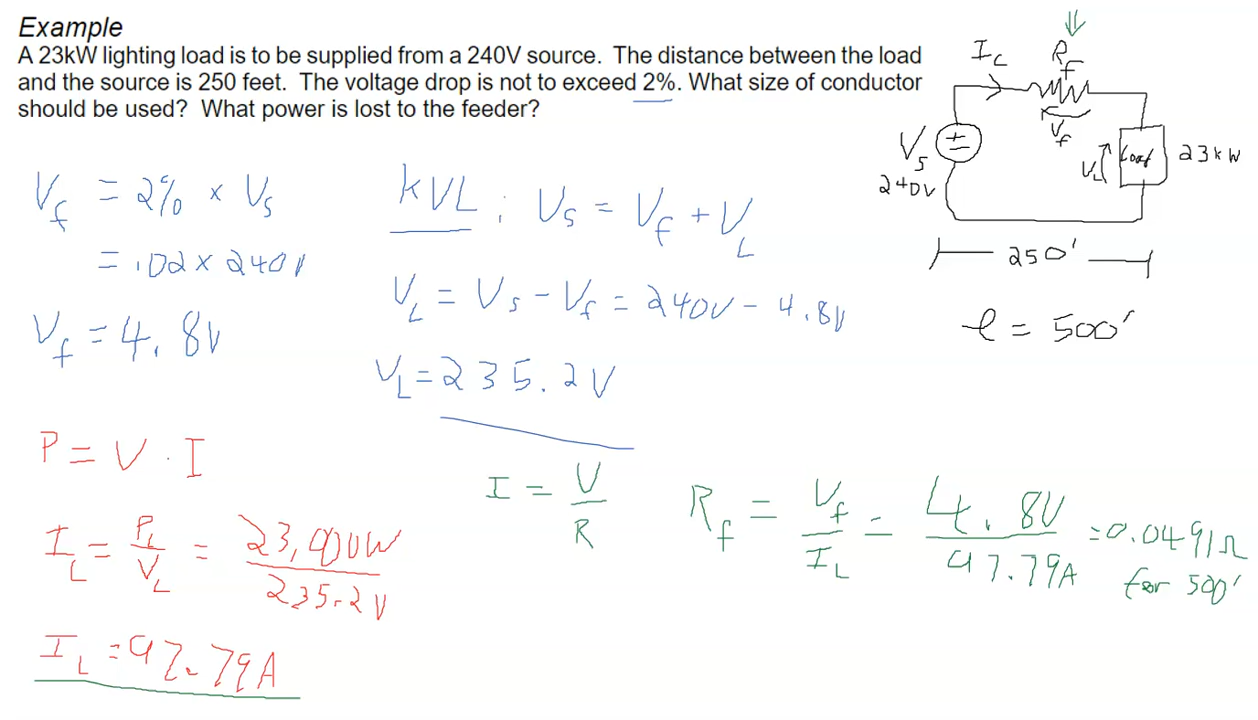 Example
A 23kW lighting load is to be supplied from a 240V source. The distance between the load
and the source is 250 feet. The voltage drop is not to exceed 2%. What size of conductor
should be used? What power is lost to the feeder?
I_L
R_f
V_f
V_s
240V
+
V_L
Load
23kW
250'
l = 500'
V_f = 2% x V_s
= .02 x 240V
V_f = 4.8V
KVL: V_s = V_f + V_L
V_L = V_s - V_f = 240V - 4.8V
V_L = 235.2V
P = V · I
I_L = P_L / V_L = 23,000W / 235.2V
I_L = 97.79A
I = V / R
R_f = V_f / I_L = 4.8V / 97.79A = 0.0491Ω
for 500'